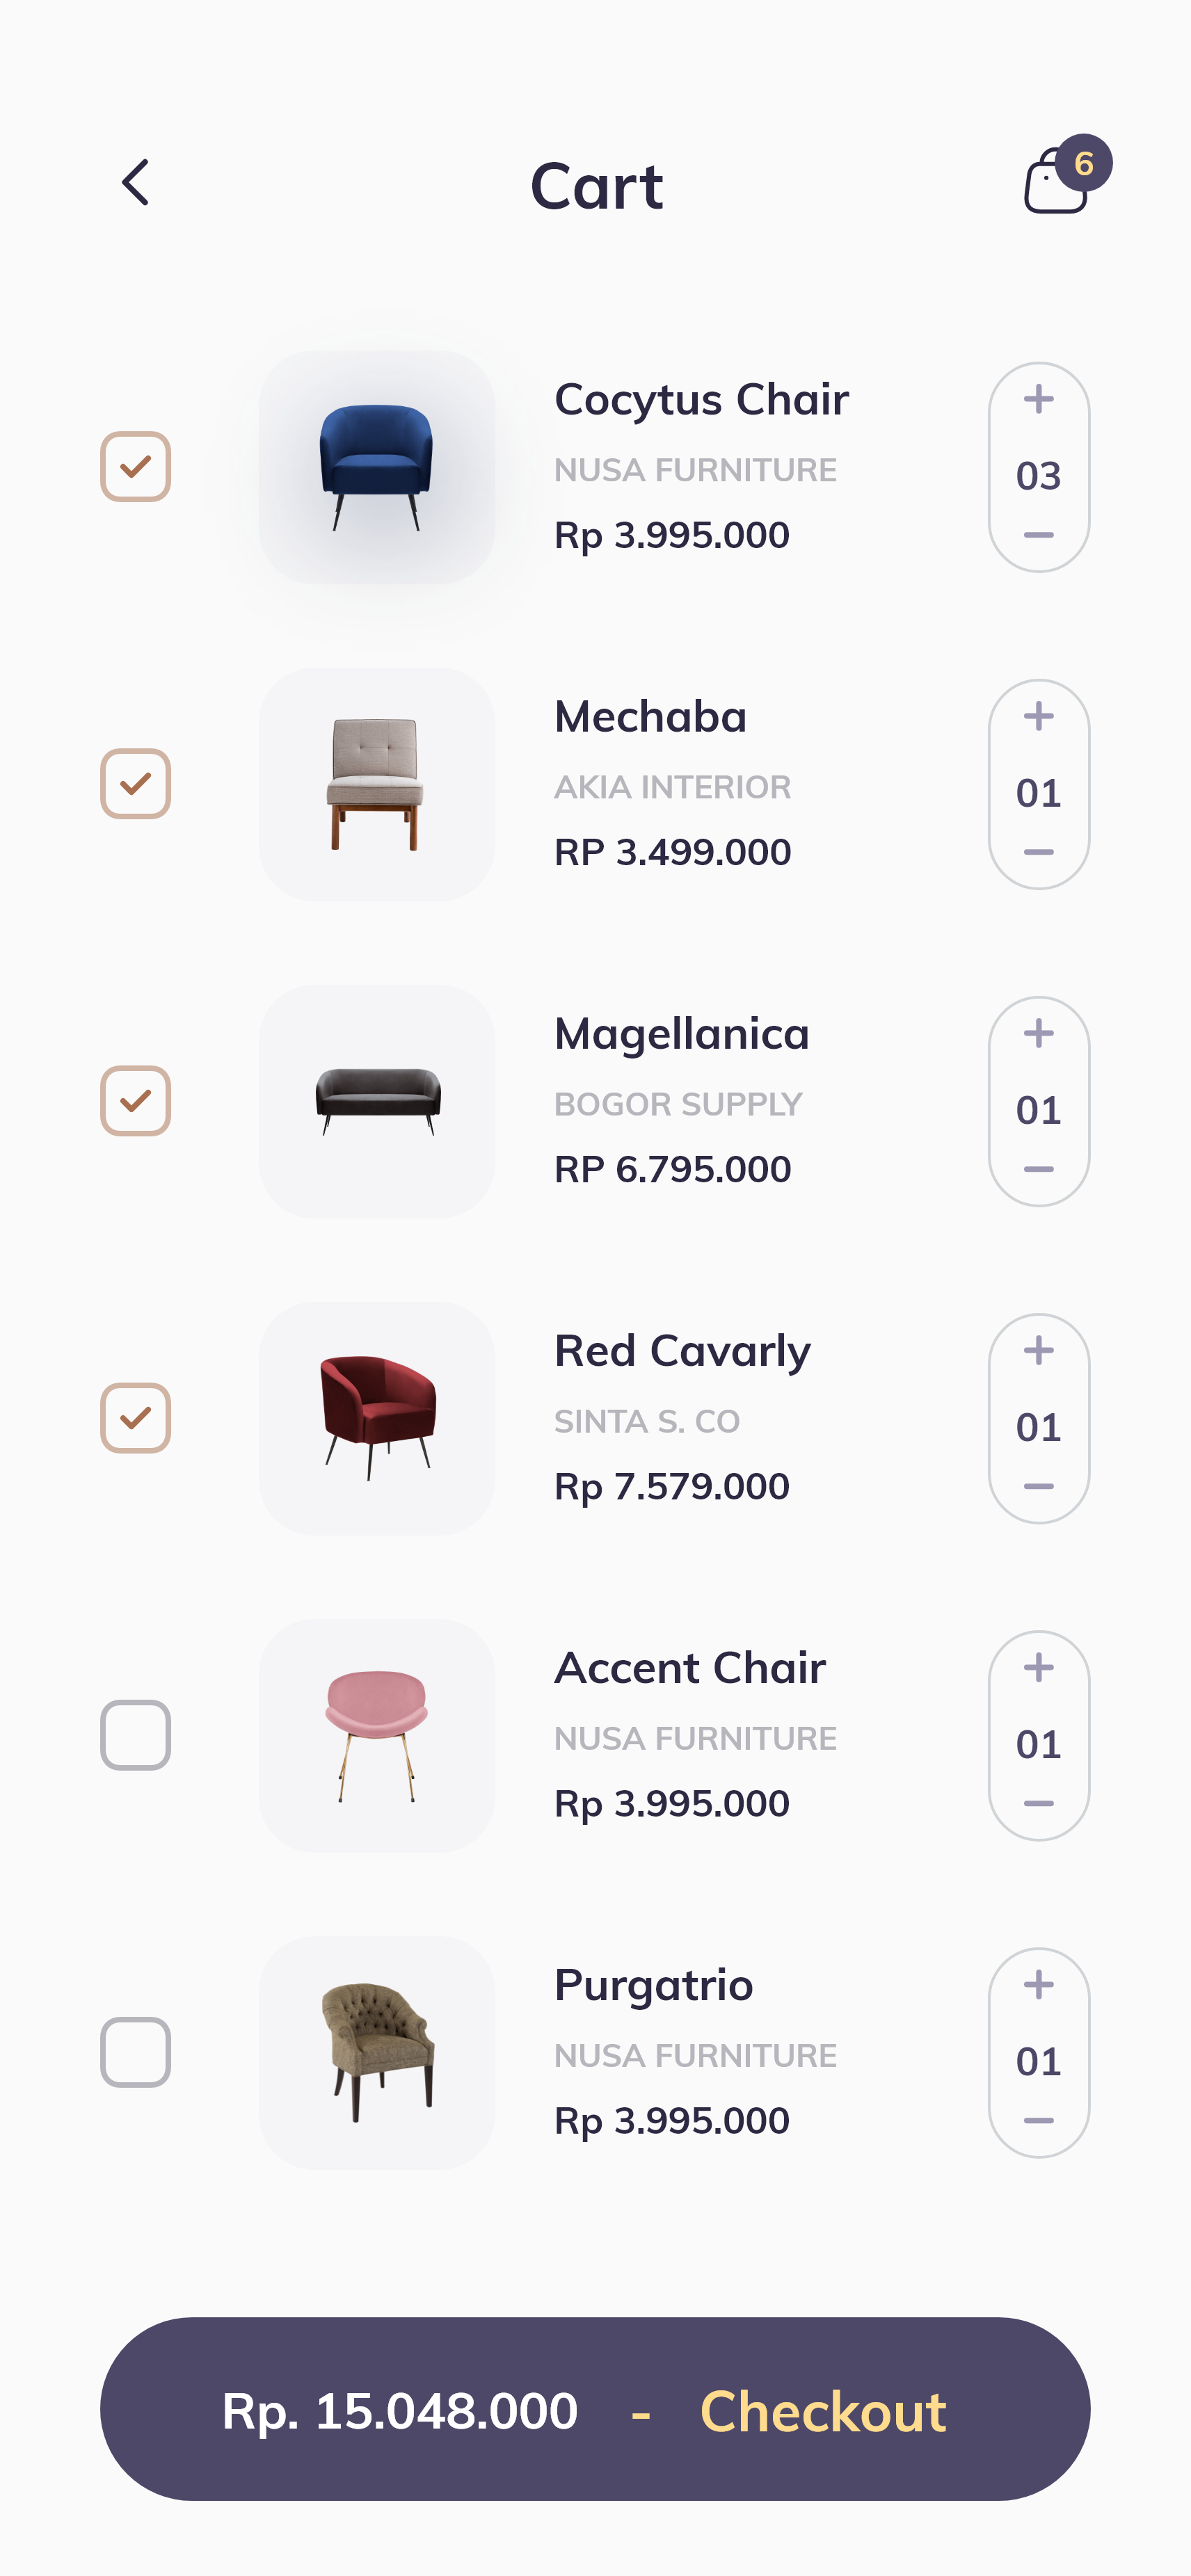 Cart
6
Cocytus Chair
NUSA FURNITURE
Rp 3.995.000
03
Mechaba
AKIA INTERIOR
RP 3.499.000
01
Magellanica
BOGOR SUPPLY
RP 6.795.000
01
Red Cavarly
SINTA S. CO
Rp 7.579.000
01
Accent Chair
NUSA FURNITURE
Rp 3.995.000
01
Purgatrio
NUSA FURNITURE
Rp 3.995.000
01
Rp. 15.048.000 - Checkout